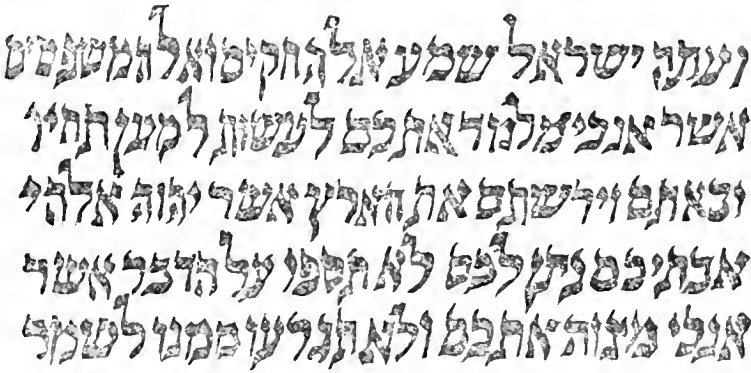 ועתה ישראל שמע אל החקים ואל המשפטים
אשר אנכי מלמד אתכם לעשות למען תחיו
ובאתם וירשתם את הארץ אשר יהוה אלהי
אבתיכם נתן לכם לא תספו על הדבר אשר
אנכי מצוה אתכם ולא תגרעו ממנו לשמר